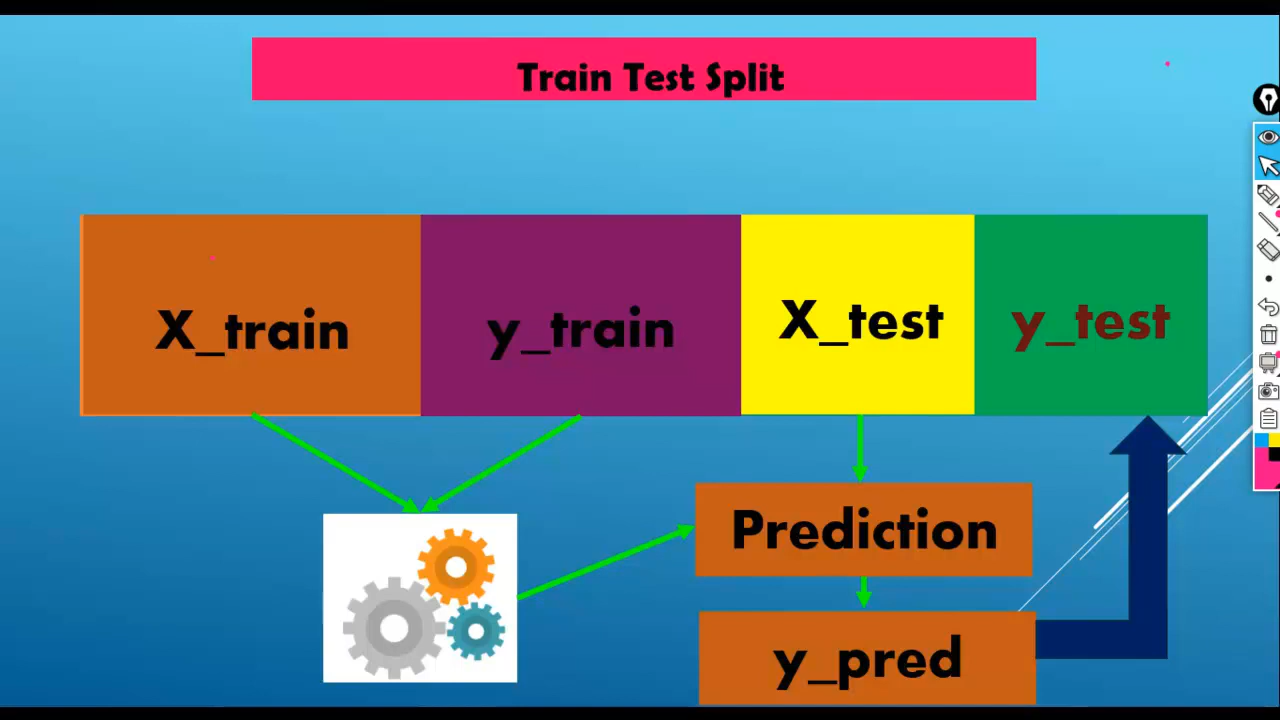 Train Test Split
X_train
y_train
X_test
y_test
Prediction
y_pred